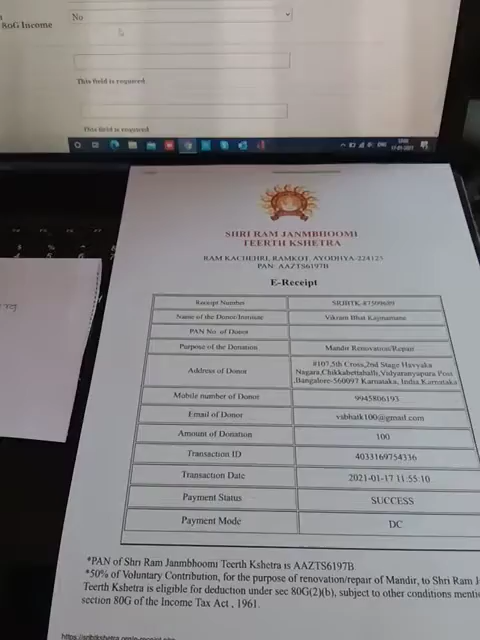 80G Income
No
This field is required.
This field is required
ENG
17-01-2021
SHRI RAM JANMBHOOMI
TEERTH KSHETRA
RAM KACHEHRI, RAMKOT, AYODHYA-224123
PAN: AAZTS6197B
E-Receipt
Receipt Number
Name of the Donor/Institute Vikram Bhat Kapnamane
PAN No. of Donor
Purpose of the Donation Mandir Renovation/Repair
Address of Donor #107,5th Cross,2nd Stage Havyaka
Nagara,Chikkabettahalli,Vidyaranyapura Post
,Bangalore-560097 Karnataka, India,Karnataka
Mobile number of Donor 9945806193
Email of Donor vsbhatk100@gmail.com
Amount of Donation 100
Transaction ID 4033169754336
Transaction Date 2021-01-17 11:55:10
Payment Status SUCCESS
Payment Mode DC
*PAN of Shri Ram Janmbhoomi Teerth Kshetra is AAZTS6197B
*50% of Voluntary Contribution, for the purpose of renovation/repair of Mandir, to Shri Ram J
Teerth Kshetra is eligible for deduction under sec 80G(2)(b), subject to other conditions menti
section 80G of the Income Tax Act , 1961.